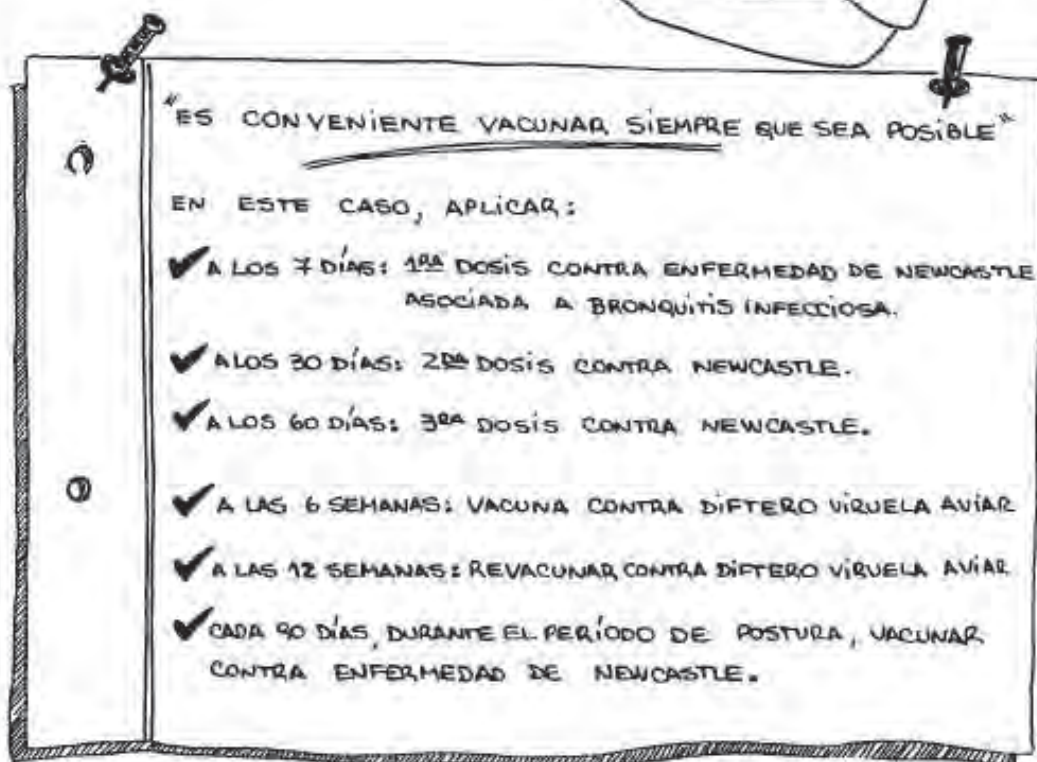 "ES CONVENIENTE VACUNAR SIEMPRE QUE SEA POSIBLE"
EN ESTE CASO, APLICAR:
✔ A LOS 7 DÍAS: 1RA DOSIS CONTRA ENFERMEDAD DE NEWCASTLE
ASOCIADA A BRONQUITIS INFECCIOSA.
✔ A LOS 30 DÍAS: 2DA DOSIS CONTRA NEWCASTLE.
✔ A LOS 60 DÍAS: 3RA DOSIS CONTRA NEWCASTLE.
✔ A LAS 6 SEMANAS: VACUNA CONTRA DIFTERO VIRUELA AVIAR
✔ A LAS 12 SEMANAS: REVACUNAR CONTRA DIFTERO VIRUELA AVIAR
✔ CADA 90 DÍAS, DURANTE EL PERÍODO DE POSTURA, VACUNAR
CONTRA ENFERMEDAD DE NEWCASTLE.